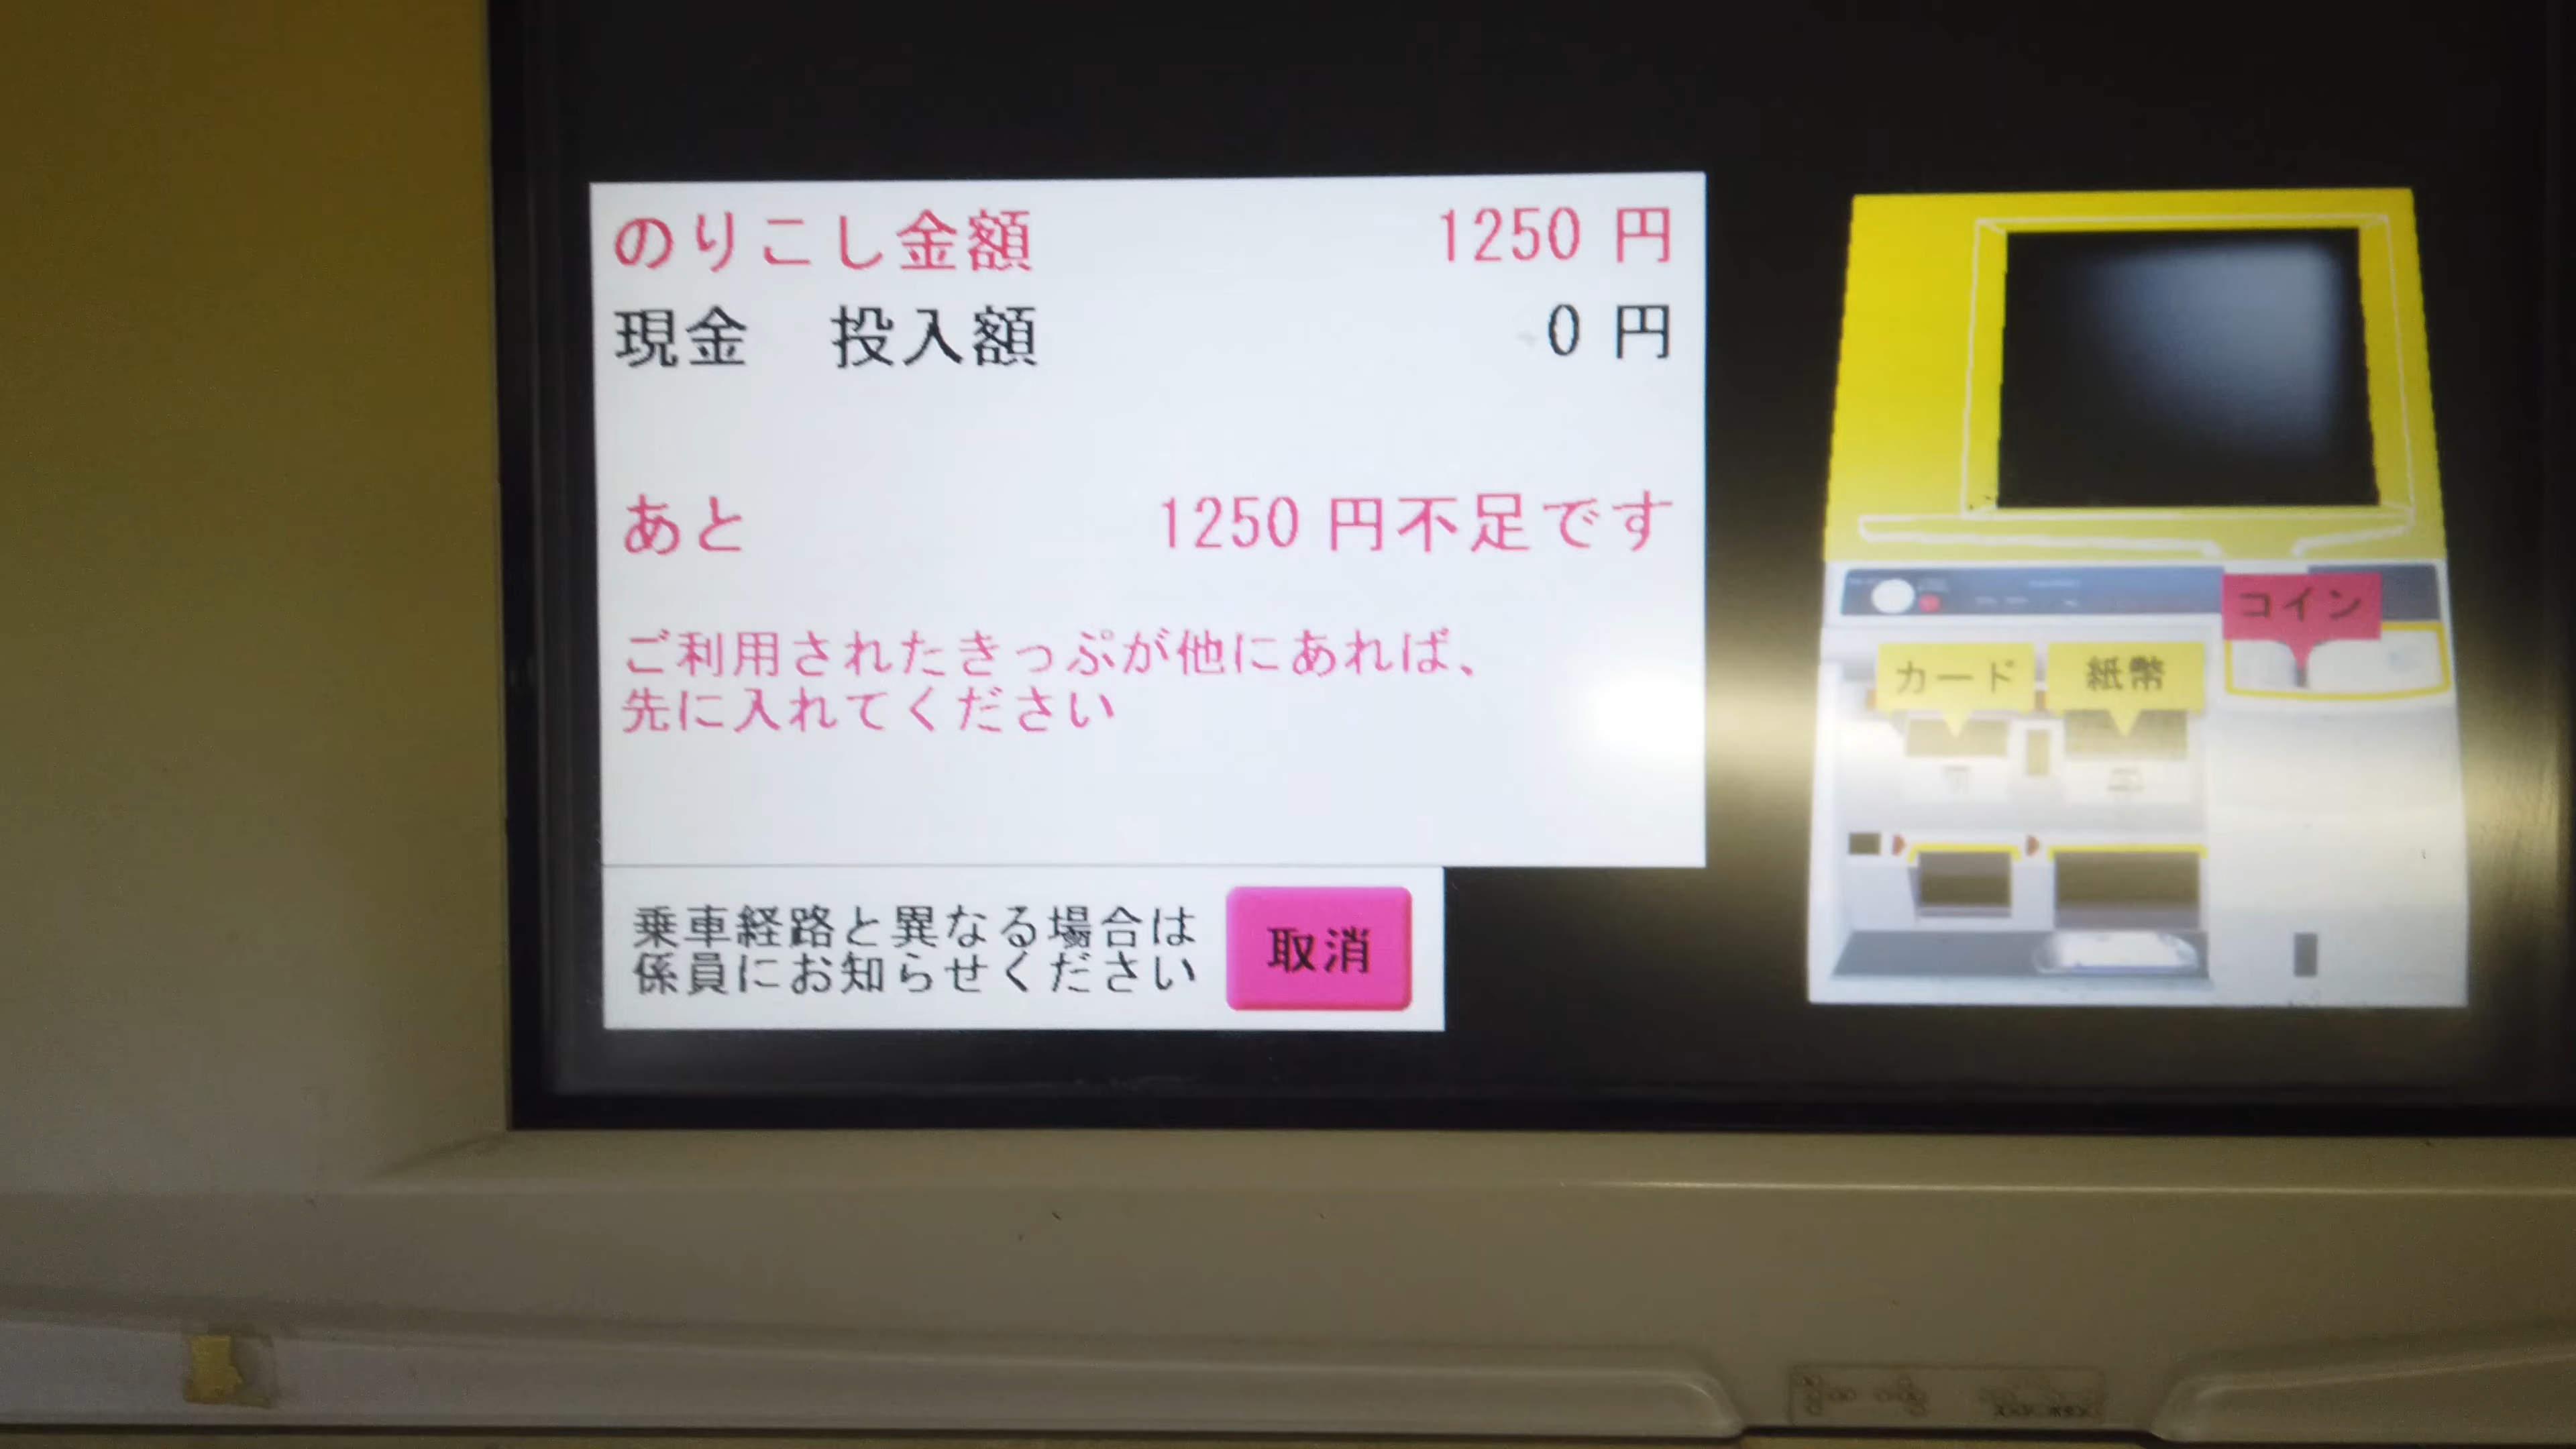 のりこし金額 1250 円
現金 投入額 0 円
あと 1250 円不足です
ご利用されたきっぷが他にあれば、
先に入れてください
乗車経路と異なる場合は
係員にお知らせください
取消
コイン
カード
紙幣